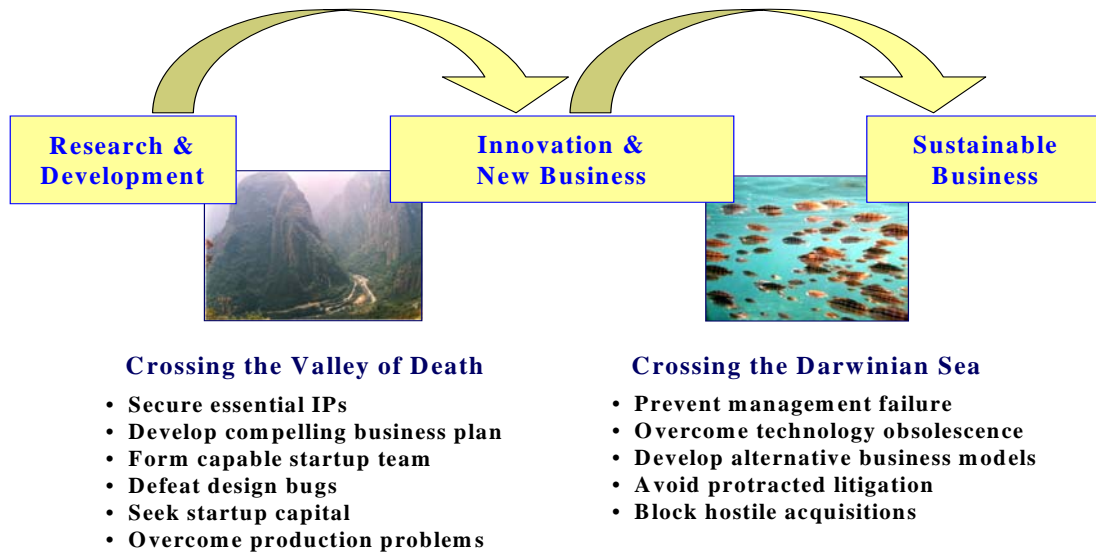 Research &
Development
Innovation &
New Business
Sustainable
Business
Crossing the Valley of Death
• Secure essential IPs
• Develop compelling business plan
• Form capable startup team
• Defeat design bugs
• Seek startup capital
• Overcome production problems
Crossing the Darwinian Sea
• Prevent management failure
• Overcome technology obsolescence
• Develop alternative business models
• Avoid protracted litigation
• Block hostile acquisitions